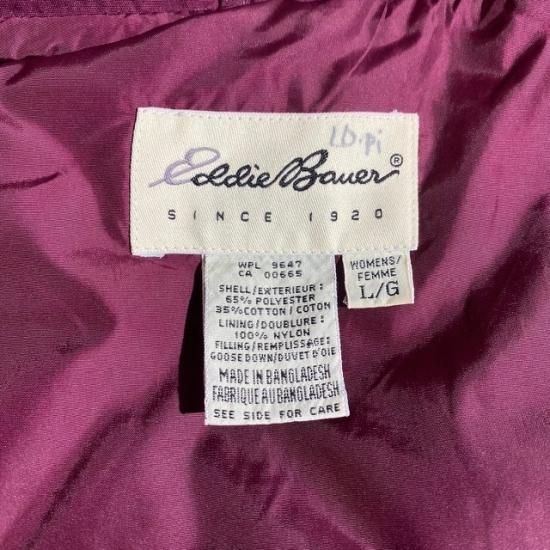 LD.pi
Eddie Bauer®
SINCE 1920
WPL 9647
CA 00665
SHELL/EXTERIEUR:
65% POLYESTER
35% COTTON / COTON
LINING/DOUBLURE:
100% NYLON
FILLING/REMPLISSAGE:
GOOSE DOWN/DUVET D'OIE
MADE IN BANGLADESH
FABRIQUE AU BANGLADESH
SEE SIDE FOR CARE
WOMENS/
FEMME
L/G